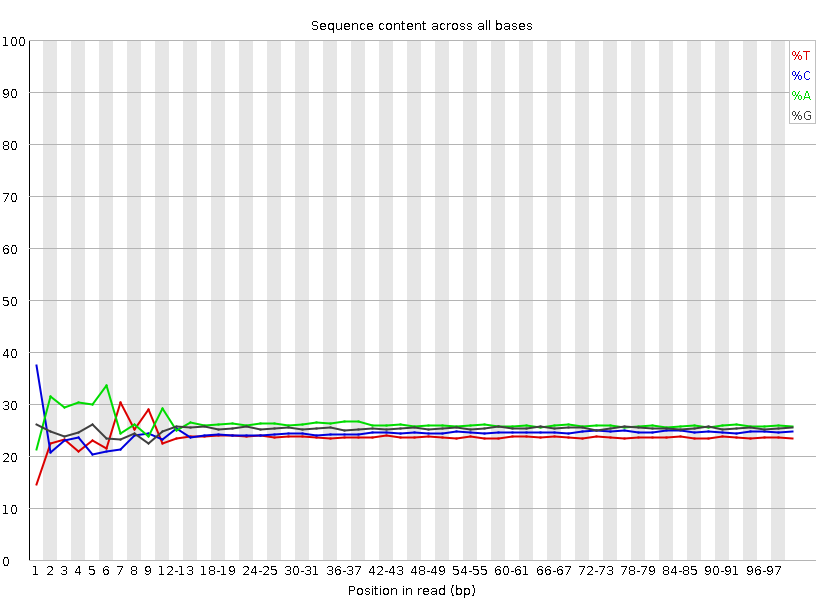 Sequence content across all bases
100
90
80
70
60
50
40
30
20
10
0
%T
%C
%A
%G
1 2 3 4 5 6 7 8 9 12-13 18-19 24-25 30-31 36-37 42-43 48-49 54-55 60-61 66-67 72-73 78-79 84-85 90-91 96-97
Position in read (bp)